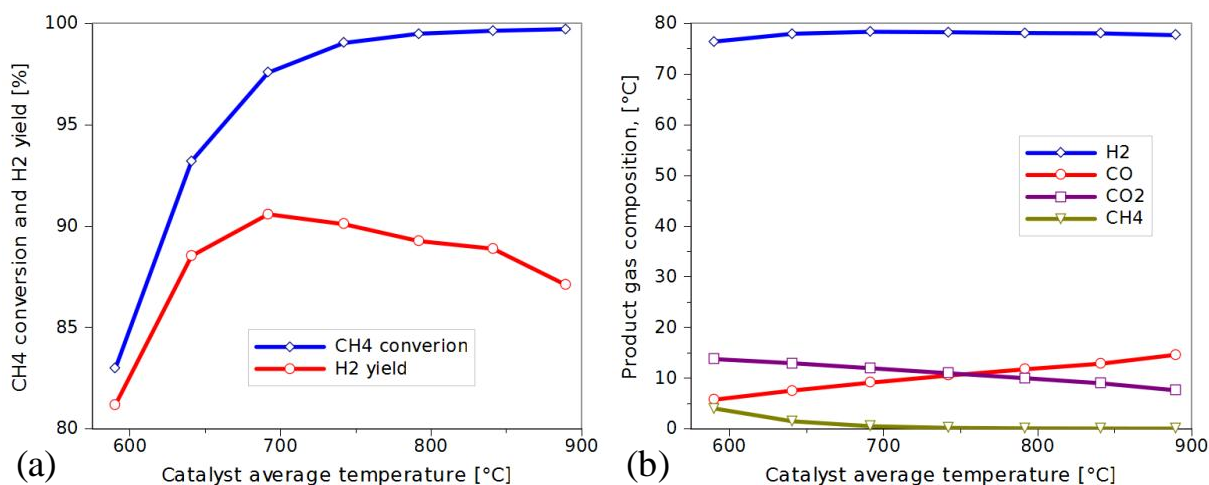 CH4 conversion and H2 yield [%]
100
95
90
85
80
CH4 converion
H2 yield
600 700 800 900
Catalyst average temperature [°C]
(a)
Product gas composition, [°C]
80
70
60
50
40
30
20
10
0
H2
CO
CO2
CH4
600 700 800 900
Catalyst average temperature [°C]
(b)